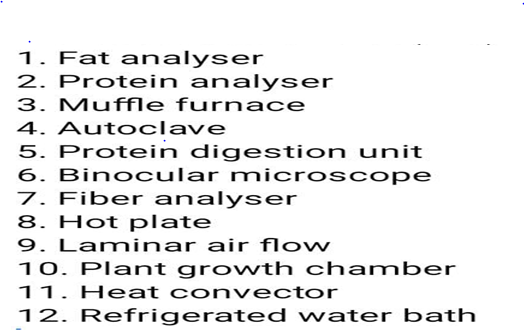 1. Fat analyser
2. Protein analyser
3. Muffle furnace
4. Autoclave
5. Protein digestion unit
6. Binocular microscope
7. Fiber analyser
8. Hot plate
9. Laminar air flow
10. Plant growth chamber
11. Heat convector
12. Refrigerated water bath